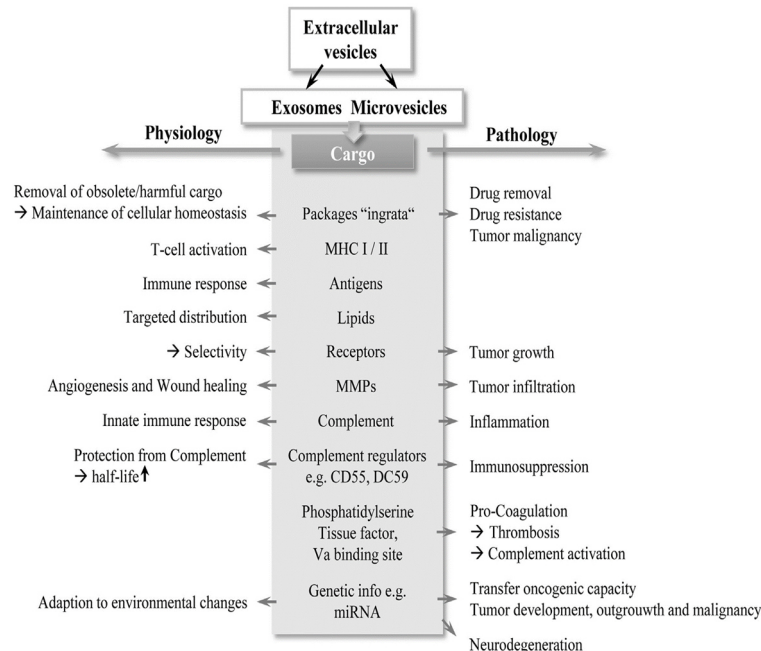 Extracellular
vesicles
Exosomes Microvesicles
Physiology
Pathology
Cargo
Removal of obsolete/harmful cargo
→ Maintenance of cellular homeostasis
Packages “ingrata“
Drug removal
Drug resistance
Tumor malignancy
T-cell activation
MHC I / II
Immune response
Antigens
Targeted distribution
Lipids
→ Selectivity
Receptors
Tumor growth
Angiogenesis and Wound healing
MMPs
Tumor infiltration
Innate immune response
Complement
Inflammation
Protection from Complement
→ half-life↑
Complement regulators
e.g. CD55, DC59
Immunosuppression
Phosphatidylserine
Tissue factor,
Va binding site
Pro-Coagulation
→ Thrombosis
→ Complement activation
Adaption to environmental changes
Genetic info e.g.
miRNA
Transfer oncogenic capacity
Tumor development, outgrouwth and malignancy
Neurodegeneration